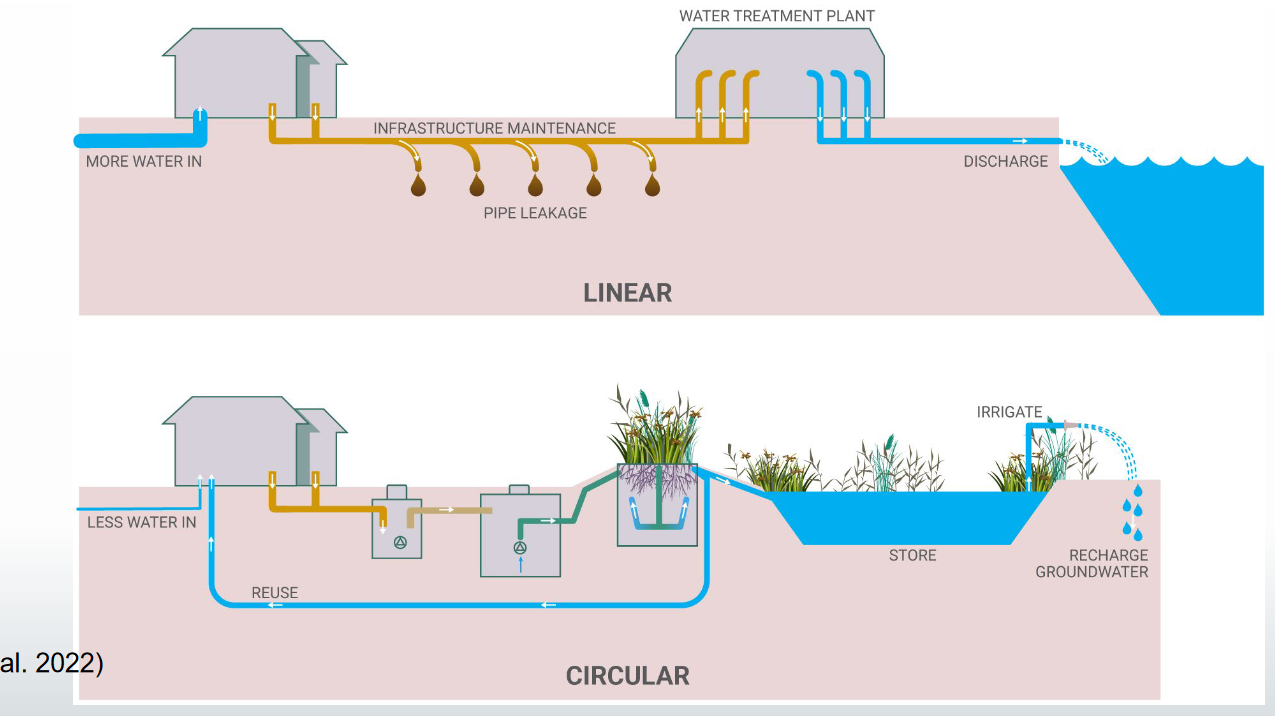 WATER TREATMENT PLANT
INFRASTRUCTURE MAINTENANCE
MORE WATER IN
DISCHARGE
PIPE LEAKAGE
LINEAR
IRRIGATE
LESS WATER IN
STORE
RECHARGE
GROUNDWATER
REUSE
al. 2022)
CIRCULAR